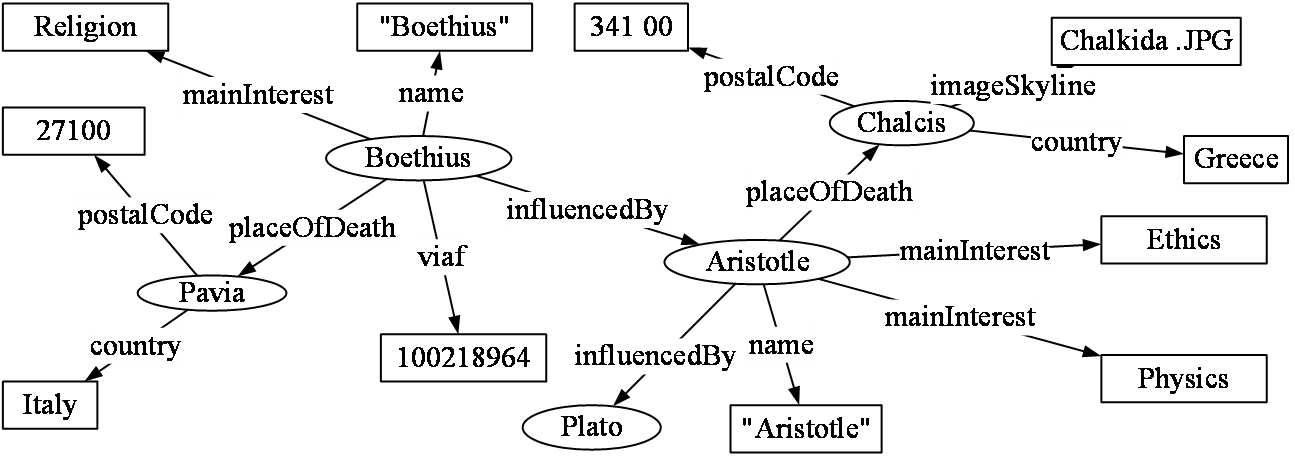 Religion
"Boethius"
341 00
Chalkida .JPG
mainInterest
name
postalCode
imageSkyline
27100
Boethius
Chalcis
country
Greece
postalCode
placeOfDeath
influencedBy
placeOfDeath
viaf
Aristotle
mainInterest
Ethics
Pavia
mainInterest
country
100218964
influencedBy
name
Physics
Italy
Plato
"Aristotle"